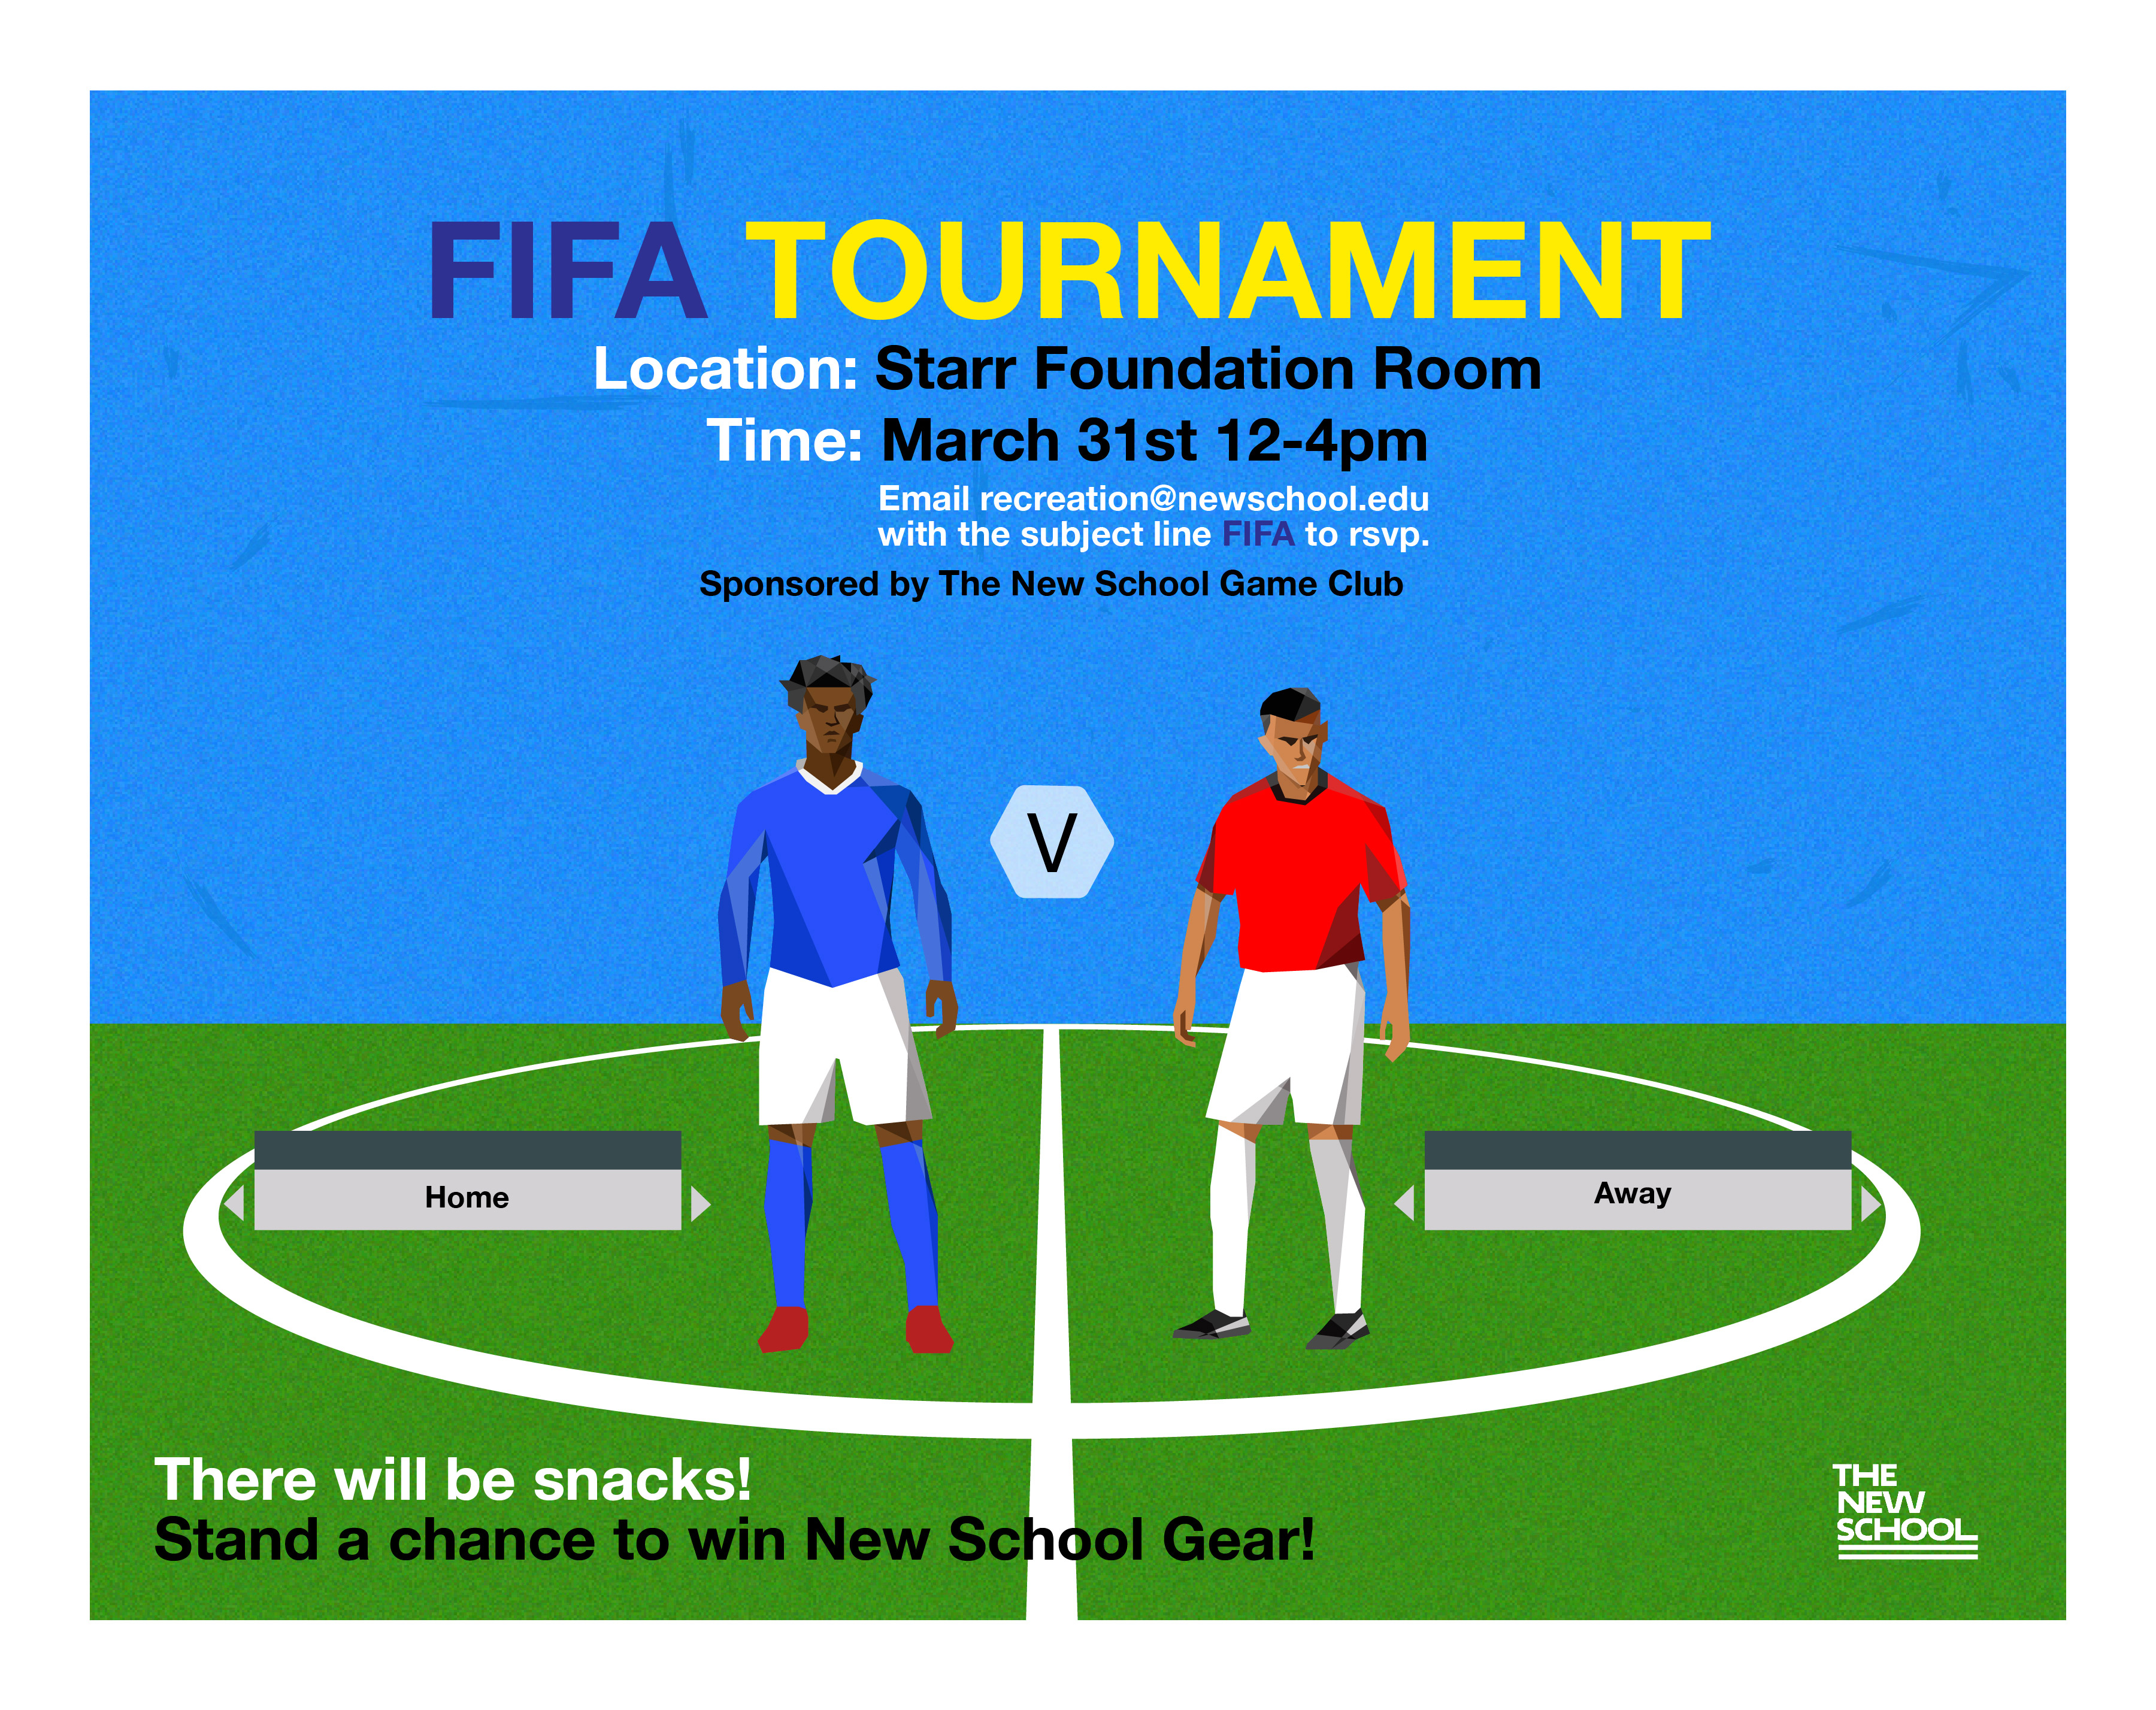 FIFA TOURNAMENT
Location: Starr Foundation Room
Time: March 31st 12-4pm
Email recreation@newschool.edu
with the subject line FIFA to rsvp.
Sponsored by The New School Game Club
V
Home
Away
There will be snacks!
Stand a chance to win New School Gear!
THE
NEW
SCHOOL